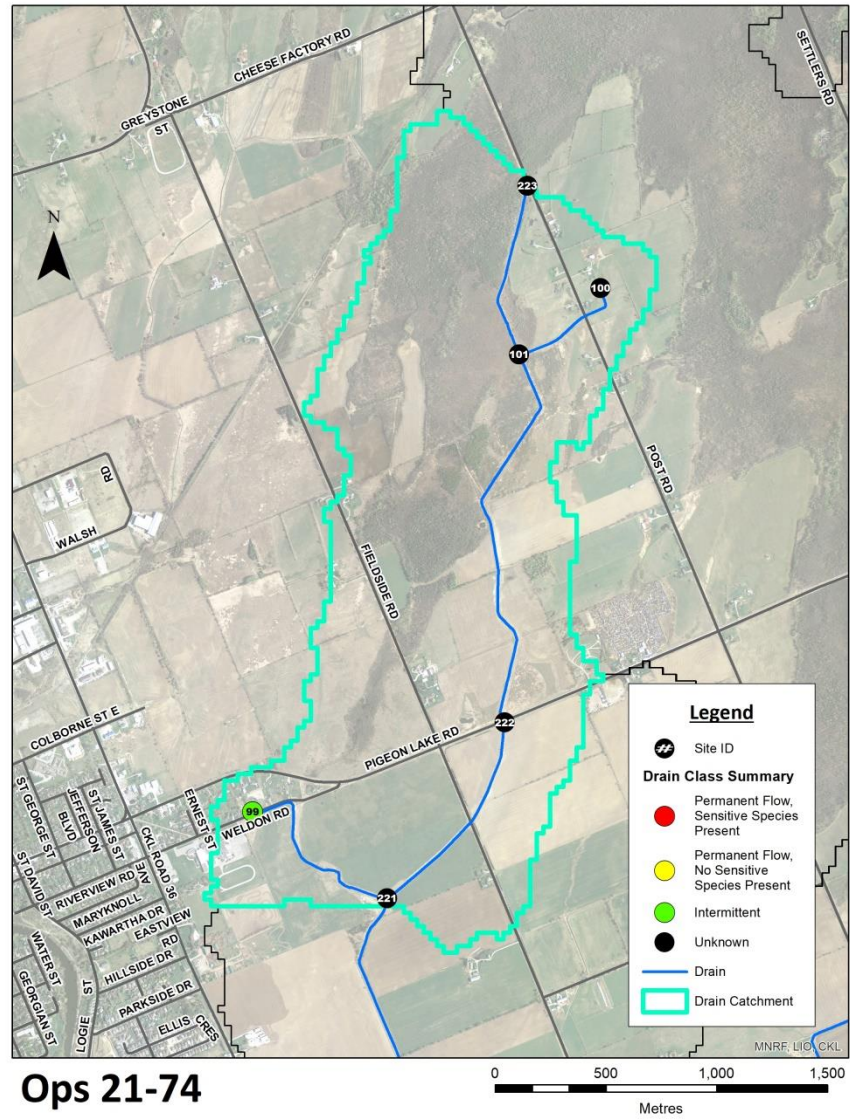 CHEESE FACTORY RD
GREYSTONE
ST
SETTLERS RD
N
223
100
101
POST RD
RD
WALSH
FIELDSIDE RD
COLBORNE ST E
222
PIGEON LAKE RD
99
WELDON RD
ERNEST ST
ST GEORGE ST
JEFFERSON
BLVD
ST JAMES ST
ST DAVID ST
CKL ROAD 36
AVE
RIVERVIEW RD
MARYKNOLL
KAWARTHA DR
EASTVIEW
RD
221
WATER ST
GEORGIAN ST
LOGIE ST
HILLSIDE DR
PARKSIDE DR
ELLIS
CRES
Legend
# Site ID
Drain Class Summary
Permanent Flow,
Sensitive Species
Present
Permanent Flow,
No Sensitive
Species Present
Intermittent
Unknown
Drain
Drain Catchment
MNRF, LIO, CKL
Ops 21-74
0 500 1,000 1,500
Metres